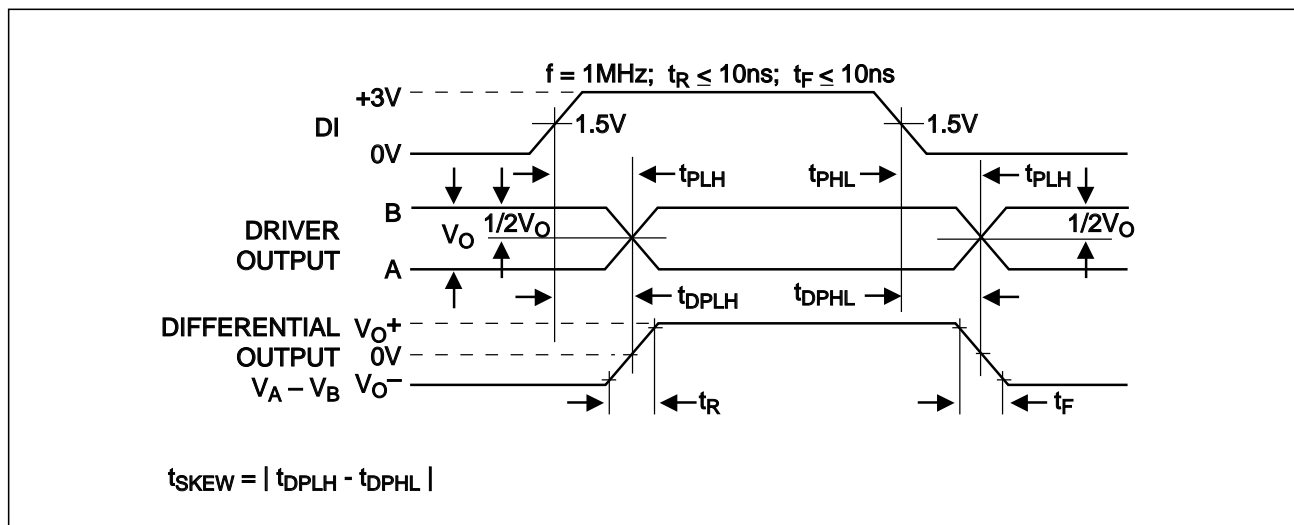 f = 1MHz; tR ≤ 10ns; tF ≤ 10ns
+3V
DI
1.5V
1.5V
0V
tPLH
tPHL
tPLH
B
DRIVER
OUTPUT
VO
1/2VO
1/2VO
A
tDPLH
tDPHL
DIFFERENTIAL
OUTPUT
VA – VB
VO+
0V
VO–
tR
tF
tSKEW = | tDPLH - tDPHL |